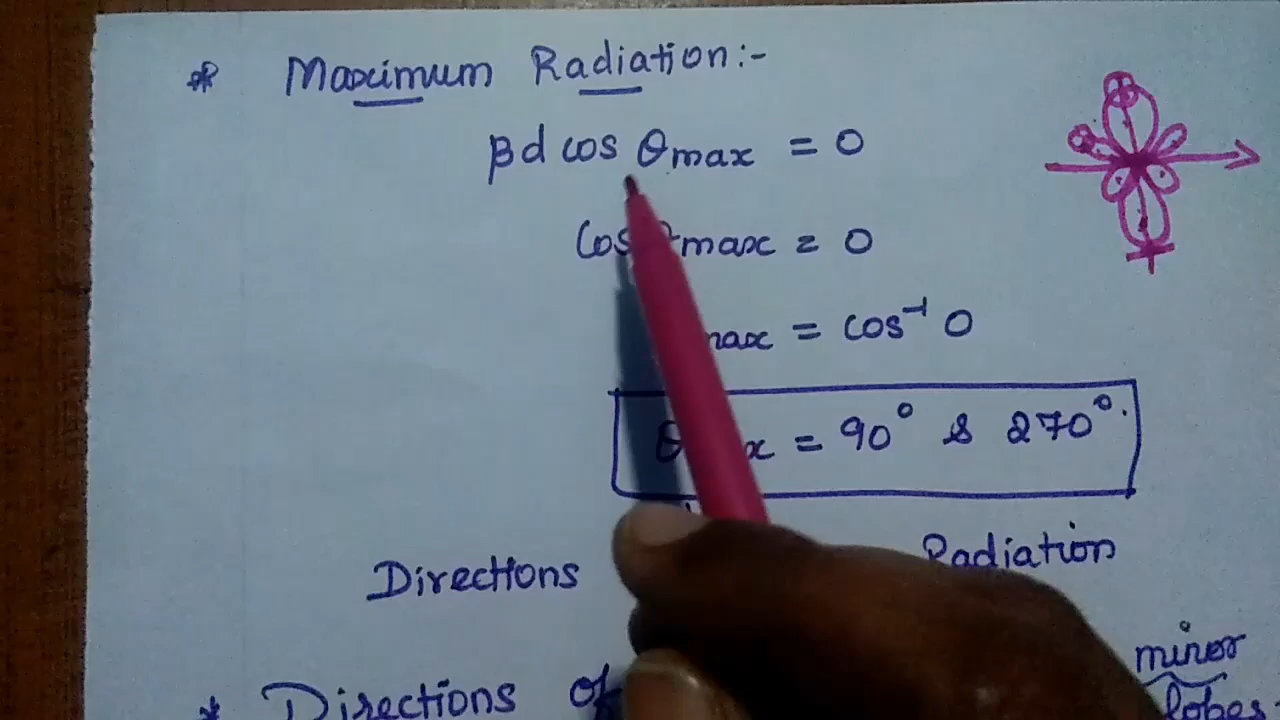 * Maximum Radiation:-
βd cos θmax = 0
Cos max = 0
max = cos⁻¹ 0
θ x = 90° & 270°.
Directions Radiation
* Directions of minor
lobes